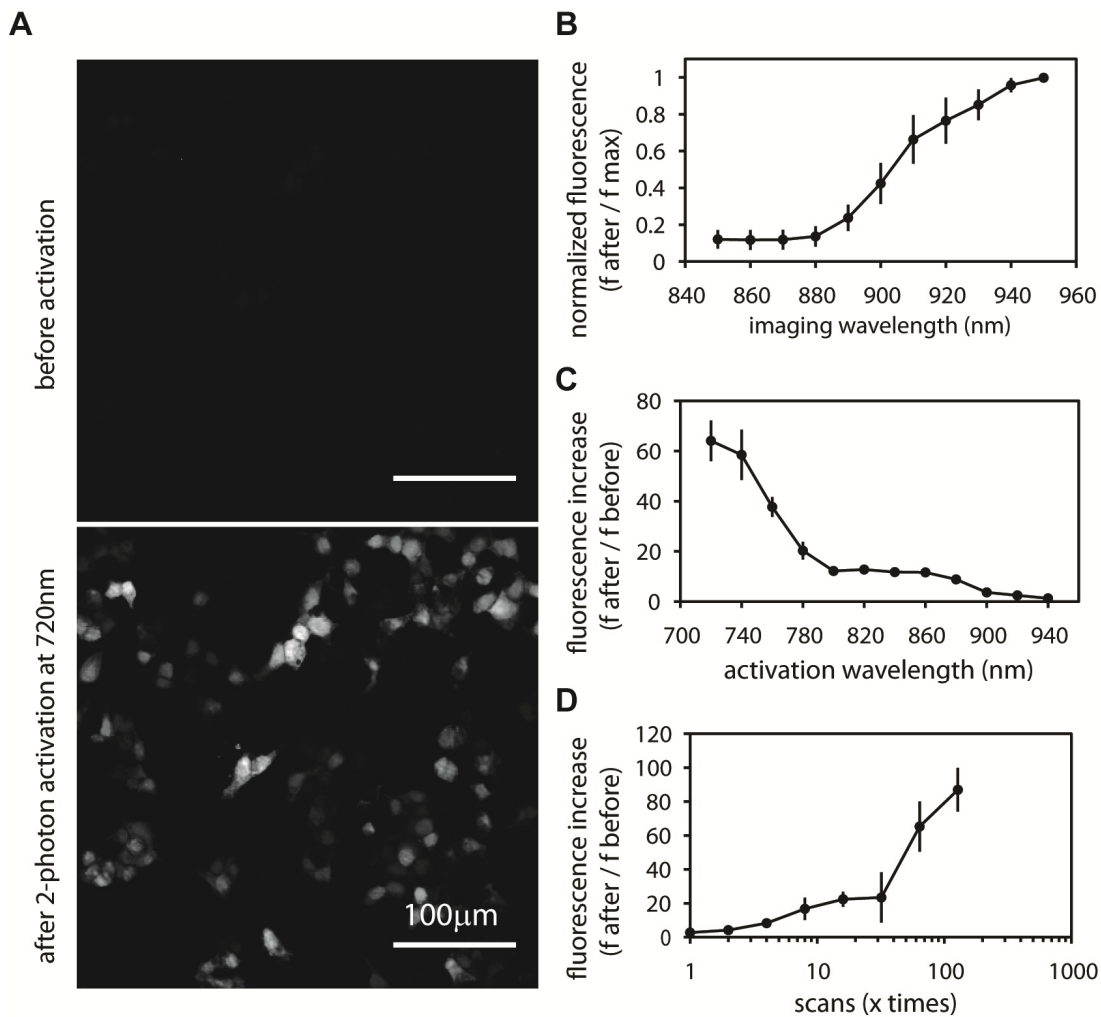 A
before activation
after 2-photon activation at 720nm
100μm
B
normalized fluorescence
(f after / f max)
1
0.8
0.6
0.4
0.2
0
840 860 880 900 920 940 960
imaging wavelength (nm)
C
fluorescence increase
(f after / f before)
80
60
40
20
0
700 740 780 820 860 900 940
activation wavelength (nm)
D
fluorescence increase
(f after / f before)
120
100
80
60
40
20
0
1 10 100 1000
scans (x times)